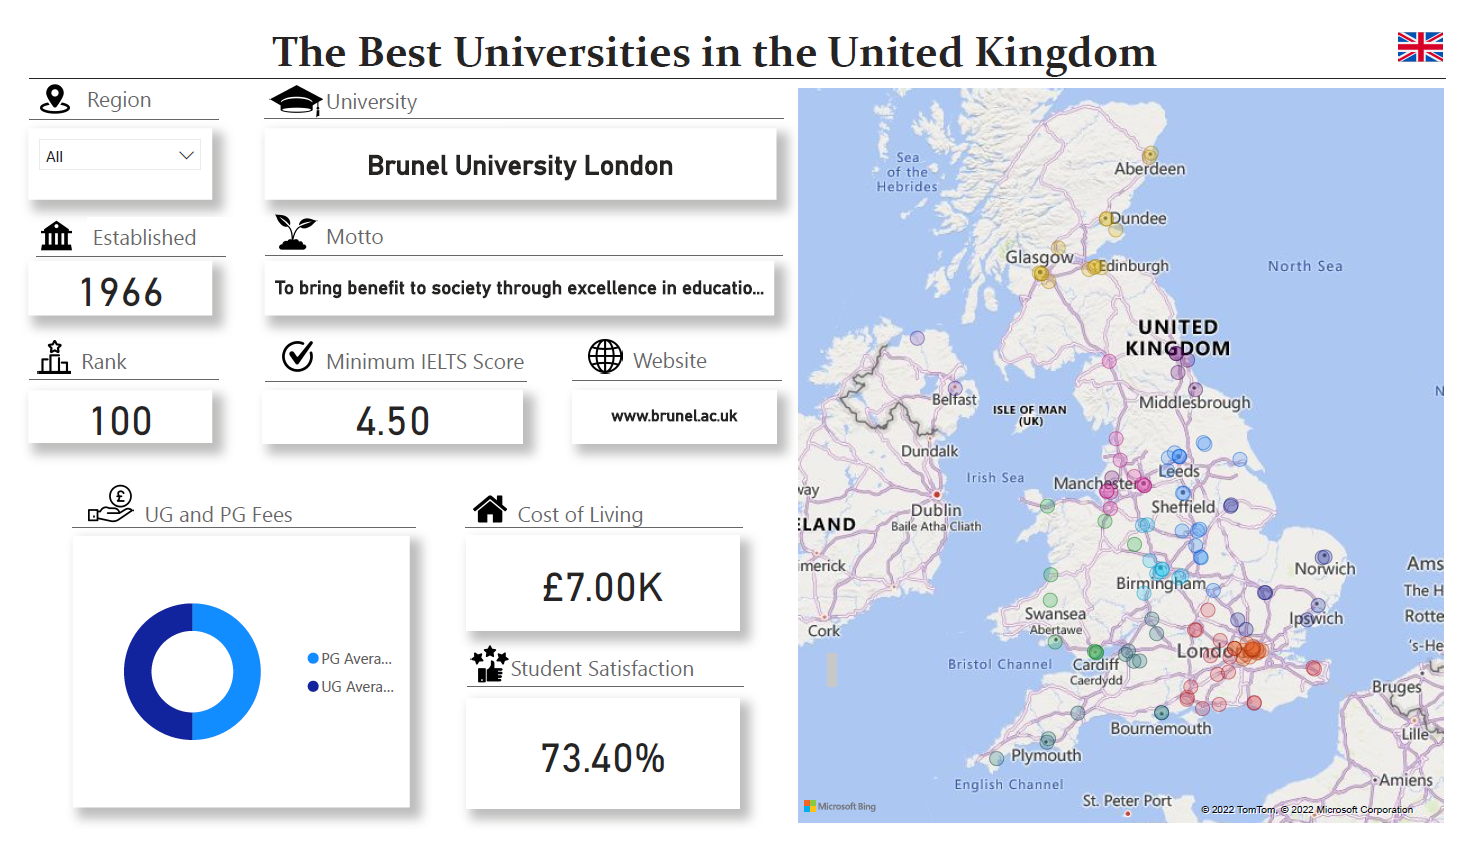 The Best Universities in the United Kingdom
Region
University
All
Brunel University London
Established
Motto
1966
To bring benefit to society through excellence in educatio...
Rank
Minimum IELTS Score
Website
100
4.50
www.brunel.ac.uk
UG and PG Fees
Cost of Living
PG Avera...
UG Avera...
£7.00K
Student Satisfaction
73.40%
Sea
of the
Hebrides
Aberdeen
Dundee
Glasgow
Edinburgh
North Sea
UNITED
KINGDOM
Belfast
ISLE OF MAN
(UK)
Middlesbrough
N
Dundalk
Irish Sea
Leeds
Manchester
way
Sheffield
Dublin
Baile Atha Cliath
LAND
merick
Norwich
Ams
Birmingham
The H
Swansea
Abertawe
Ipswich
Rotte
Cork
London
's-He
Bristol Channel
Cardiff
Caerdydd
Bruges
Bournemouth
Lille
Plymouth
Amiens
English Channel
St. Peter Port
Microsoft Bing
© 2022 TomTom, © 2022 Microsoft Corporation